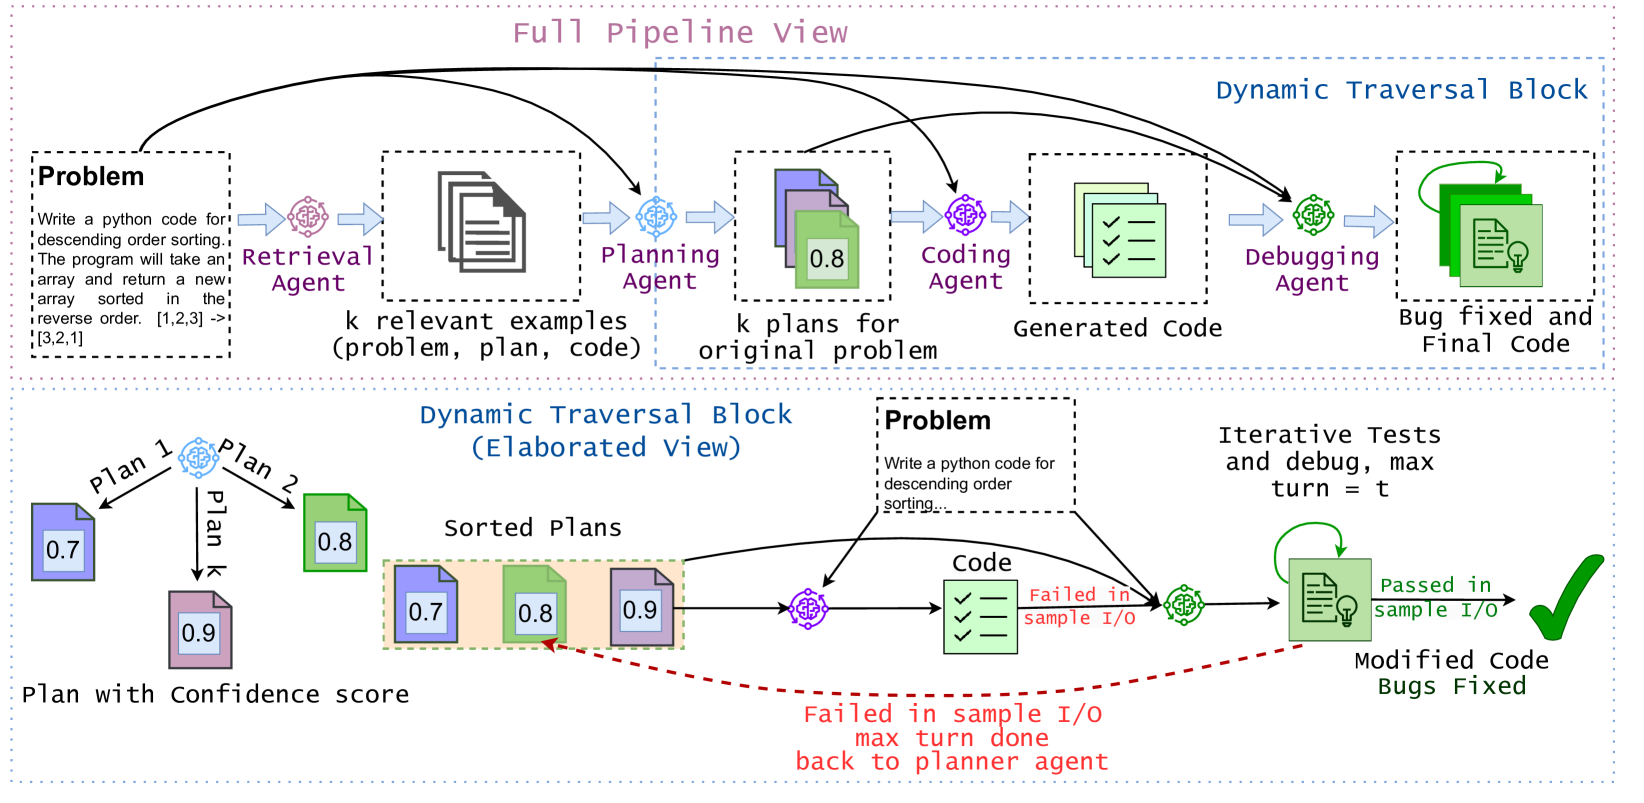 Full Pipeline View
Dynamic Traversal Block
Problem
Write a python code for
descending order sorting.
The program will take an
array and return a new
array sorted in the
reverse order. [1,2,3] ->
[3,2,1]
Retrieval
Agent
k relevant examples
(problem, plan, code)
Planning
Agent
0.8
k plans for
original problem
Coding
Agent
Generated Code
Debugging
Agent
Bug fixed and
Final Code
Dynamic Traversal Block
(Elaborated View)
Plan 1
Plan 2
Plan k
0.7
0.8
0.9
Plan with Confidence score
Sorted Plans
0.7
0.8
0.9
Problem
Write a python code for
descending order
sorting...
Code
Failed in
sample I/O
Iterative Tests
and debug, max
turn = t
Passed in
sample I/O
Modified Code
Bugs Fixed
Failed in sample I/O
max turn done
back to planner agent